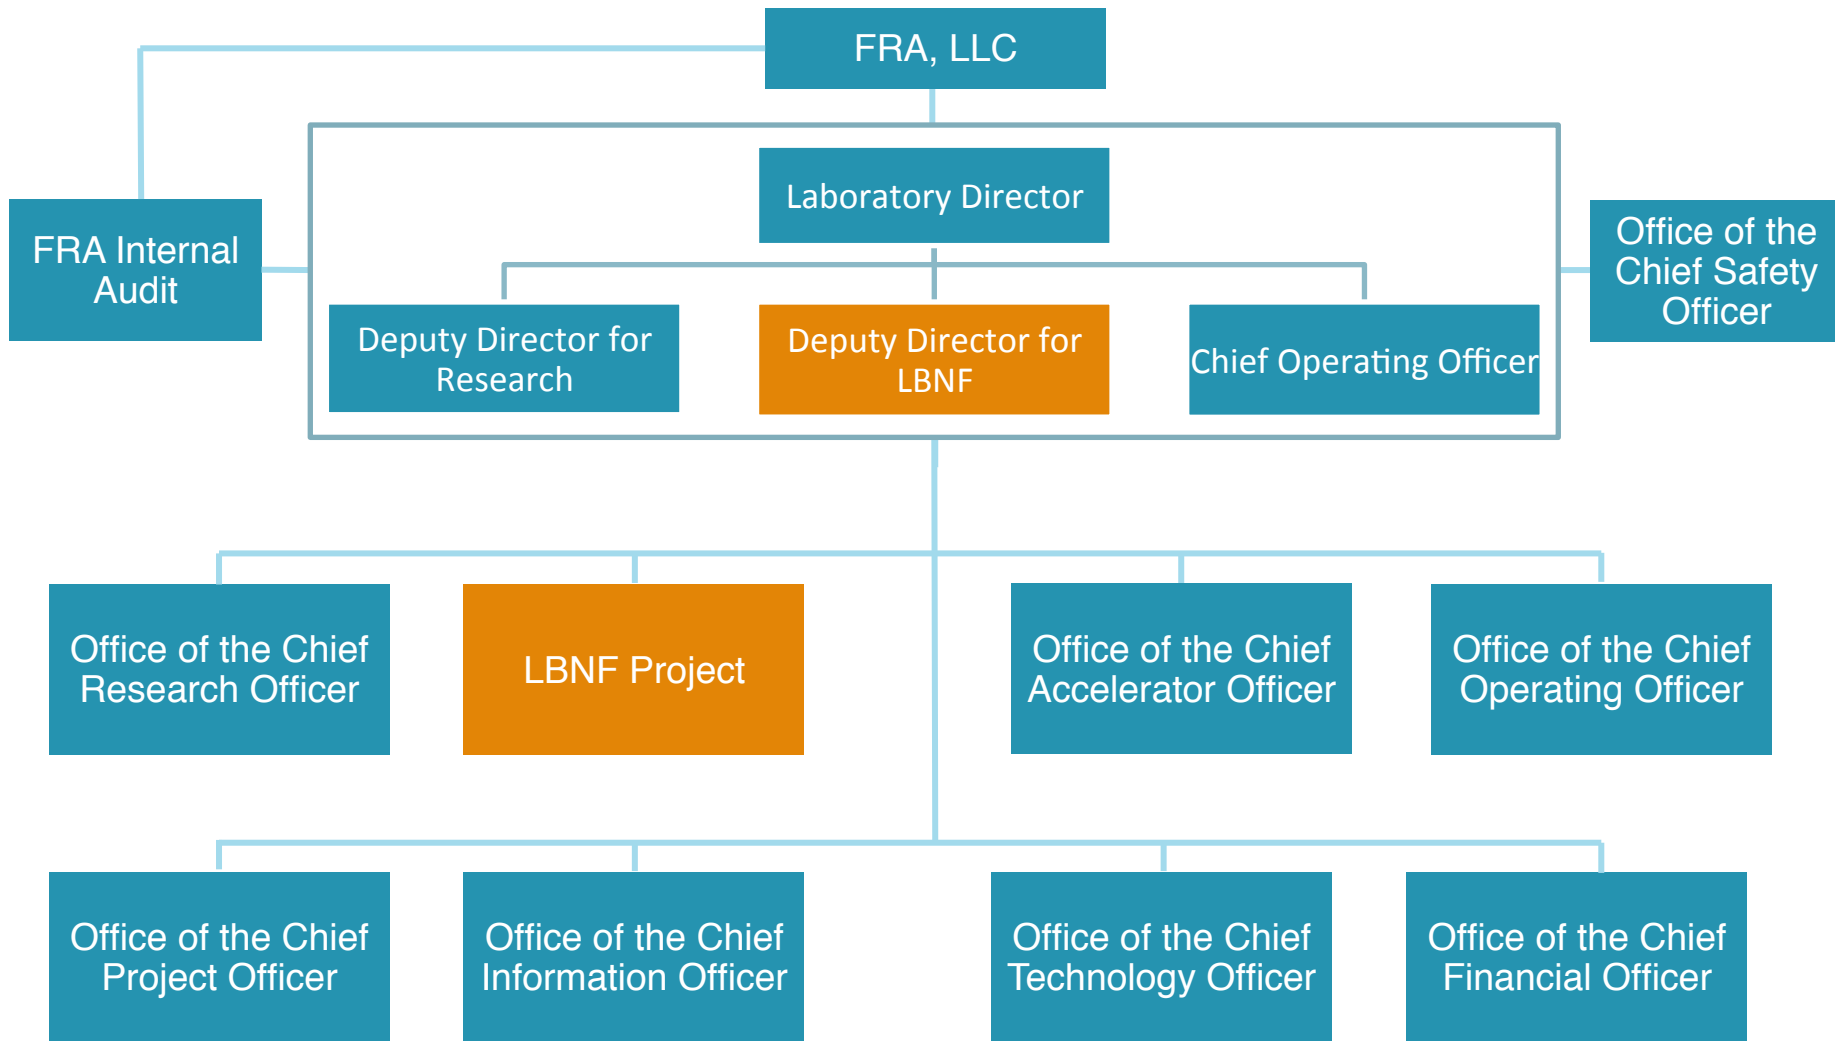 FRA, LLC
Laboratory Director
FRA Internal
Audit
Office of the
Chief Safety
Officer
Deputy Director for
Research
Deputy Director for
LBNF
Chief Operating Officer
Office of the Chief
Research Officer
LBNF Project
Office of the Chief
Accelerator Officer
Office of the Chief
Operating Officer
Office of the Chief
Project Officer
Office of the Chief
Information Officer
Office of the Chief
Technology Officer
Office of the Chief
Financial Officer